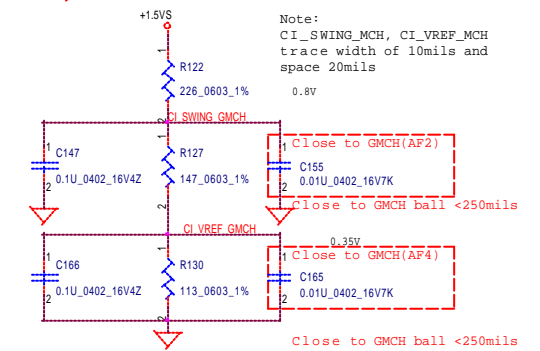 +1.5VS
Note:
CI_SWING_MCH, CI_VREF_MCH
trace width of 10mils and
space 20mils
1
R122
226_0603_1%
0.8V
2
CI_SWING_GMCH
1
C147
0.1U_0402_16V4Z
2
1
R127
147_0603_1%
2
Close to GMCH(AF2)
1
C155
0.01U_0402_16V7K
2
Close to GMCH ball <250mils
CI_VREF_GMCH
0.35V
1
C166
0.1U_0402_16V4Z
2
1
R130
113_0603_1%
2
Close to GMCH(AF4)
1
C165
0.01U_0402_16V7K
2
Close to GMCH ball <250mils